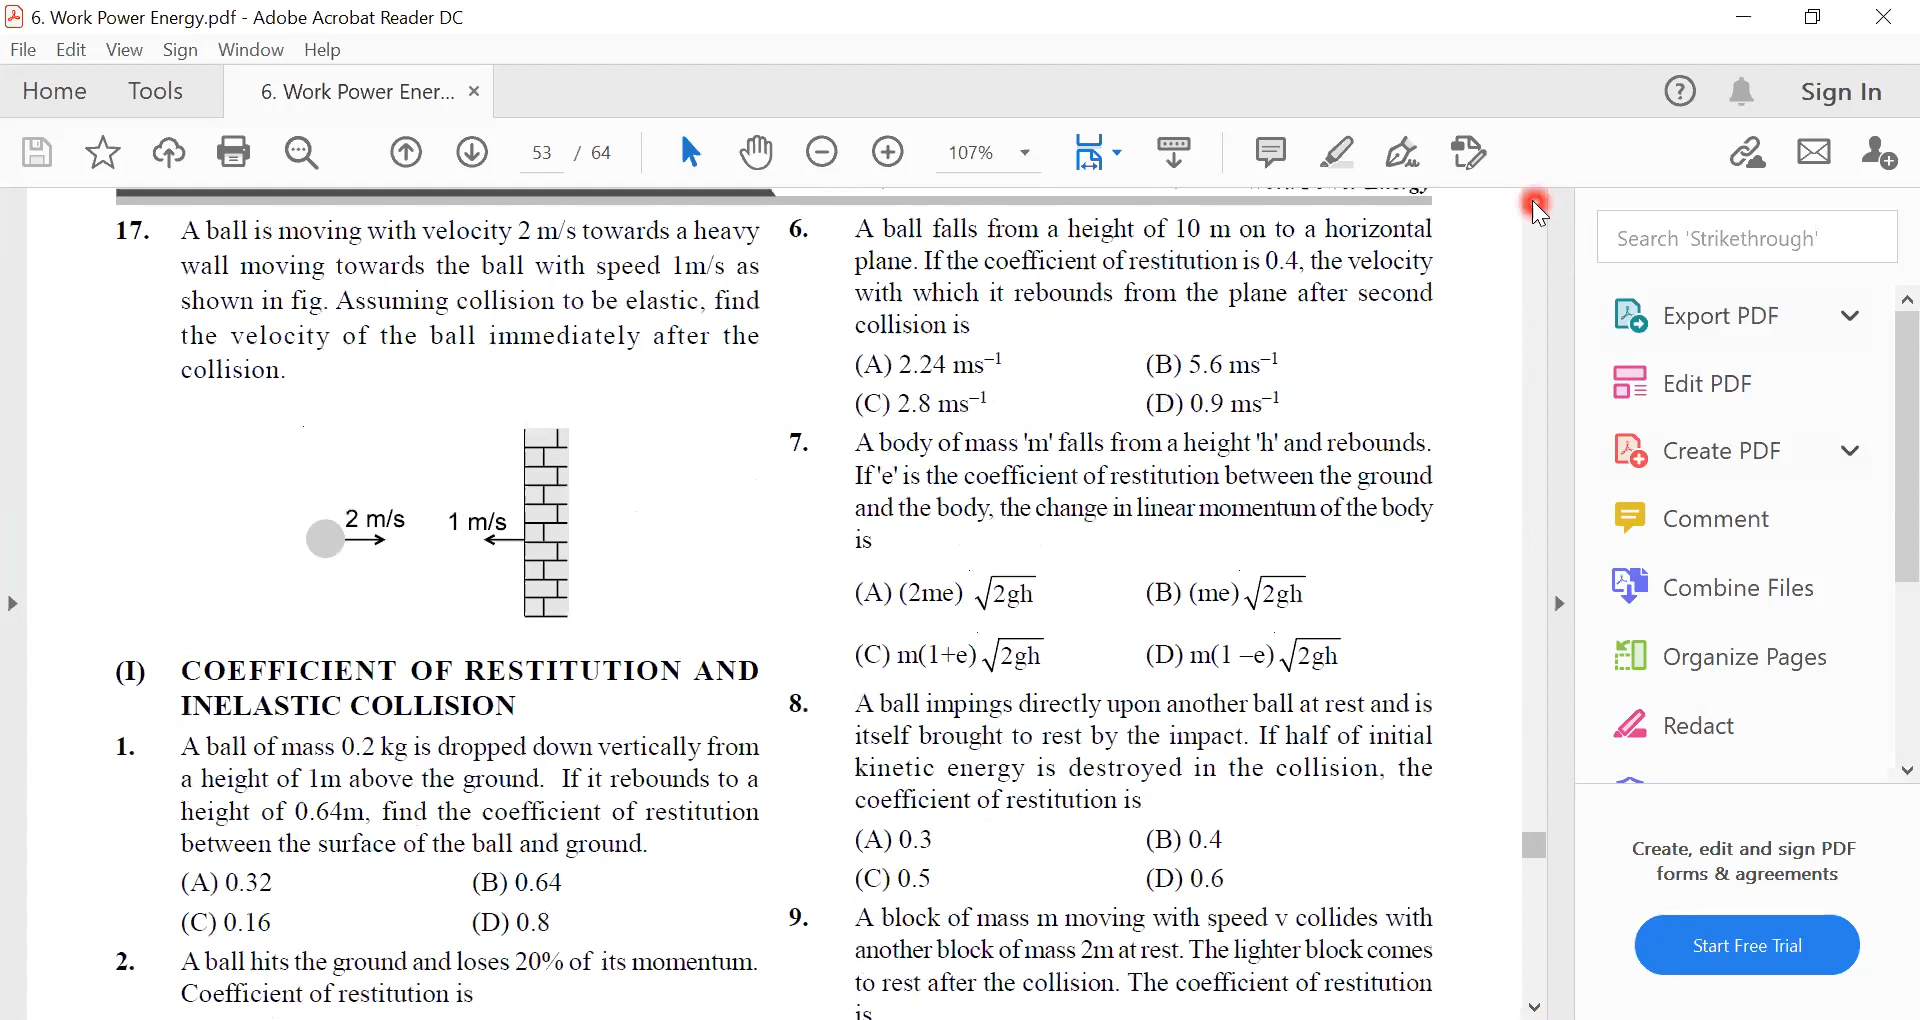 6. Work Power Energy.pdf - Adobe Acrobat Reader DC
File Edit View Sign Window Help
Home Tools 6. Work Power Ener... ×
Sign In
53 / 64
107%
17. A ball is moving with velocity 2 m/s towards a heavy
wall moving towards the ball with speed 1m/s as
shown in fig. Assuming collision to be elastic, find
the velocity of the ball immediately after the
collision.
2 m/s 1 m/s
(I) COEFFICIENT OF RESTITUTION AND
INELASTIC COLLISION
1. A ball of mass 0.2 kg is dropped down vertically from
a height of 1m above the ground. If it rebounds to a
height of 0.64m, find the coefficient of restitution
between the surface of the ball and ground.
(A) 0.32 (B) 0.64
(C) 0.16 (D) 0.8
2. A ball hits the ground and loses 20% of its momentum.
Coefficient of restitution is
6. A ball falls from a height of 10 m on to a horizontal
plane. If the coefficient of restitution is 0.4, the velocity
with which it rebounds from the plane after second
collision is
(A) 2.24 ms⁻¹ (B) 5.6 ms⁻¹
(C) 2.8 ms⁻¹ (D) 0.9 ms⁻¹
7. A body of mass 'm' falls from a height 'h' and rebounds.
If 'e' is the coefficient of restitution between the ground
and the body, the change in linear momentum of the body
is
(A) (2me) √2gh (B) (me) √2gh
(C) m(1+e) √2gh (D) m(1 –e) √2gh
8. A ball impings directly upon another ball at rest and is
itself brought to rest by the impact. If half of initial
kinetic energy is destroyed in the collision, the
coefficient of restitution is
(A) 0.3 (B) 0.4
(C) 0.5 (D) 0.6
9. A block of mass m moving with speed v collides with
another block of mass 2m at rest. The lighter block comes
to rest after the collision. The coefficient of restitution
is
Search 'Strikethrough'
Export PDF
Edit PDF
Create PDF
Comment
Combine Files
Organize Pages
Redact
Create, edit and sign PDF
forms & agreements
Start Free Trial